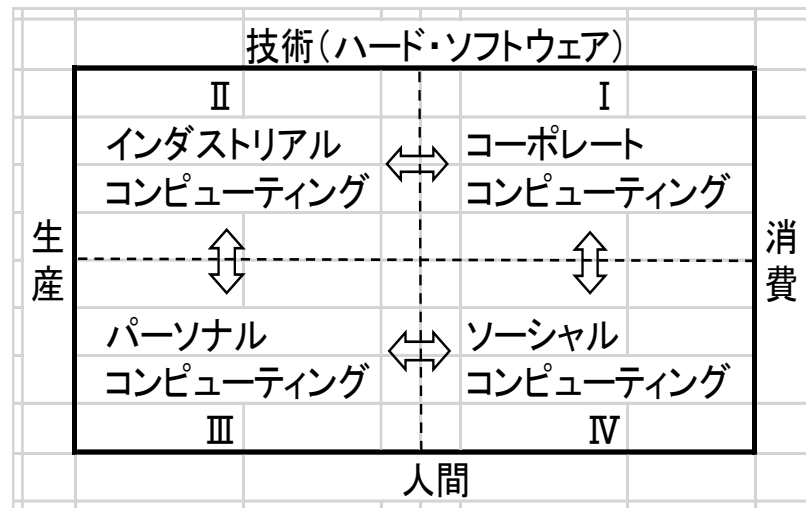 技術(ハード・ソフトウェア)
Ⅱ
Ⅰ
インダストリアル
コンピューティング
コーポレート
コンピューティング
生産
消費
パーソナル
コンピューティング
ソーシャル
コンピューティング
Ⅲ
Ⅳ
人間